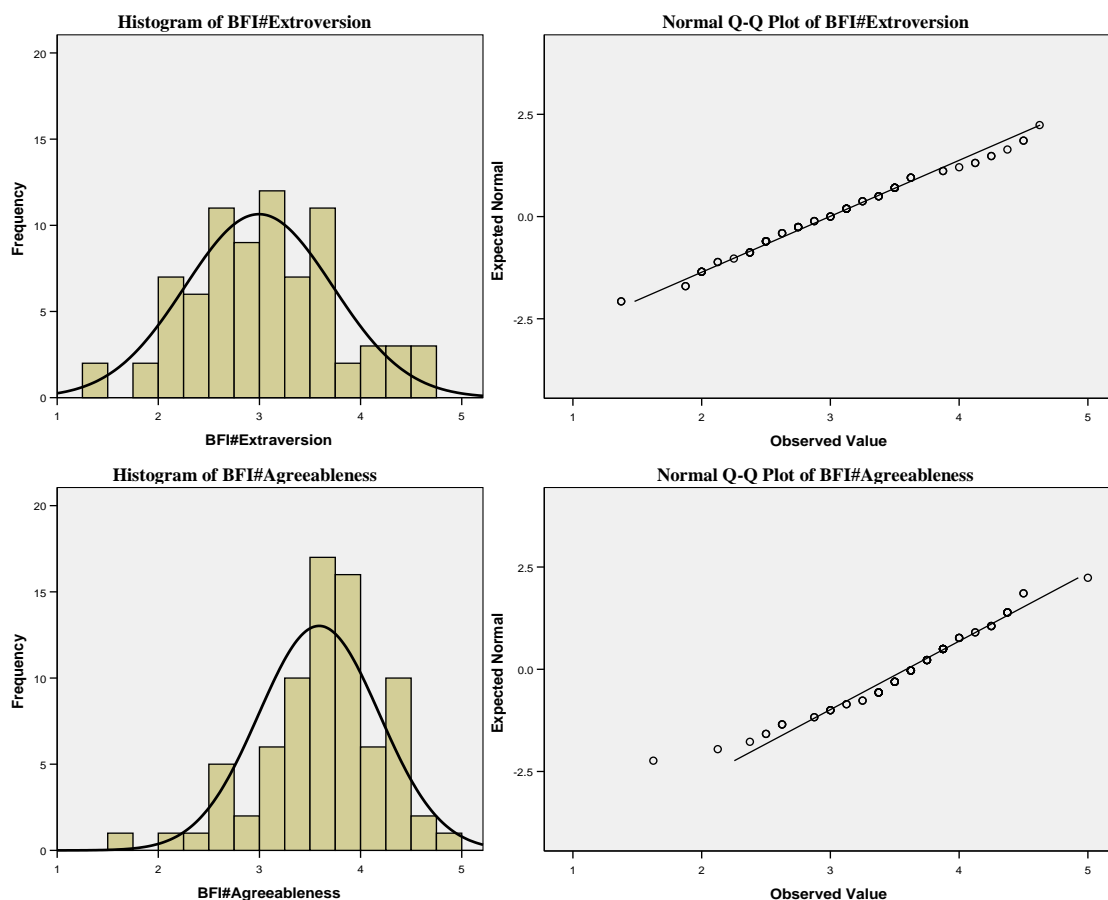 Histogram of BFI#Extroversion
20
15
10
5
0
Frequency
1 2 3 4 5
BFI#Extraversion
Normal Q-Q Plot of BFI#Extroversion
2.5
0.0
-2.5
Expected Normal
1 2 3 4 5
Observed Value
Histogram of BFI#Agreeableness
20
15
10
5
0
Frequency
1 2 3 4 5
BFI#Agreeableness
Normal Q-Q Plot of BFI#Agreeableness
2.5
0.0
-2.5
Expected Normal
1 2 3 4 5
Observed Value